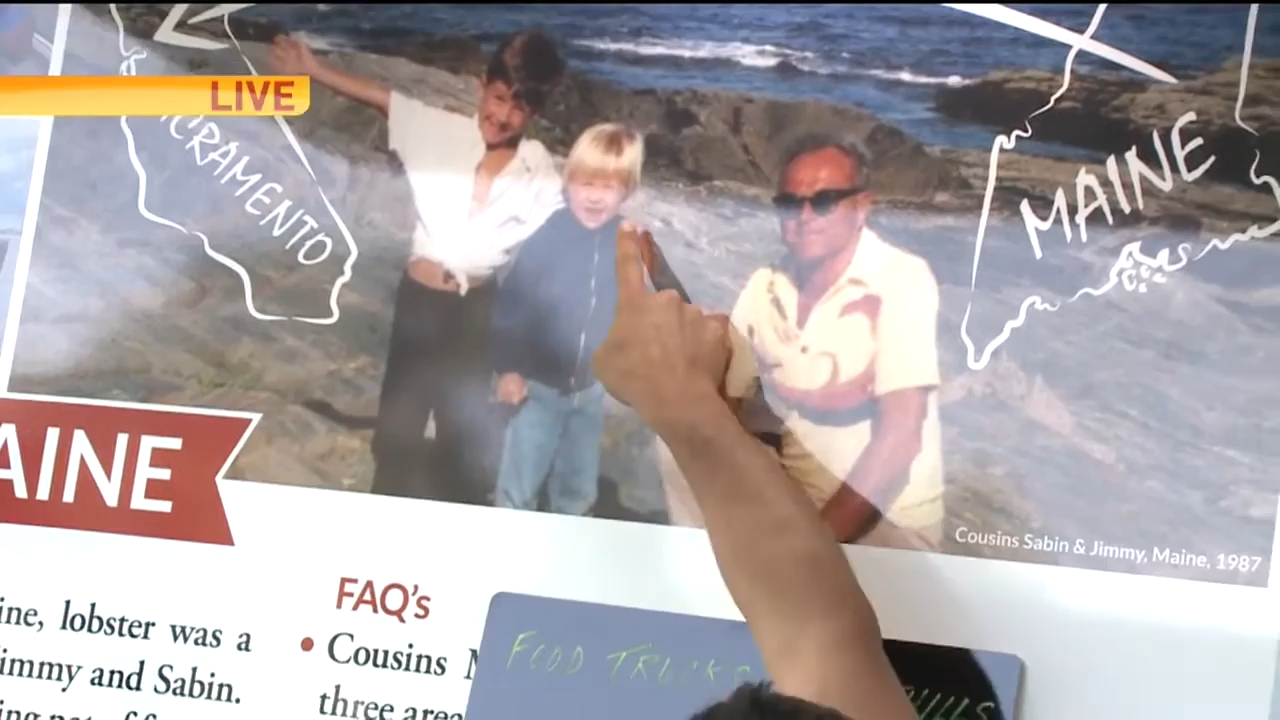 LIVE
CRAMENTO
MAINE
AINE
Cousins Sabin & Jimmy, Maine, 1987
ine, lobster was a
immy and Sabin.
FAQ's
• Cousins
three area
FOOD TRUCKS